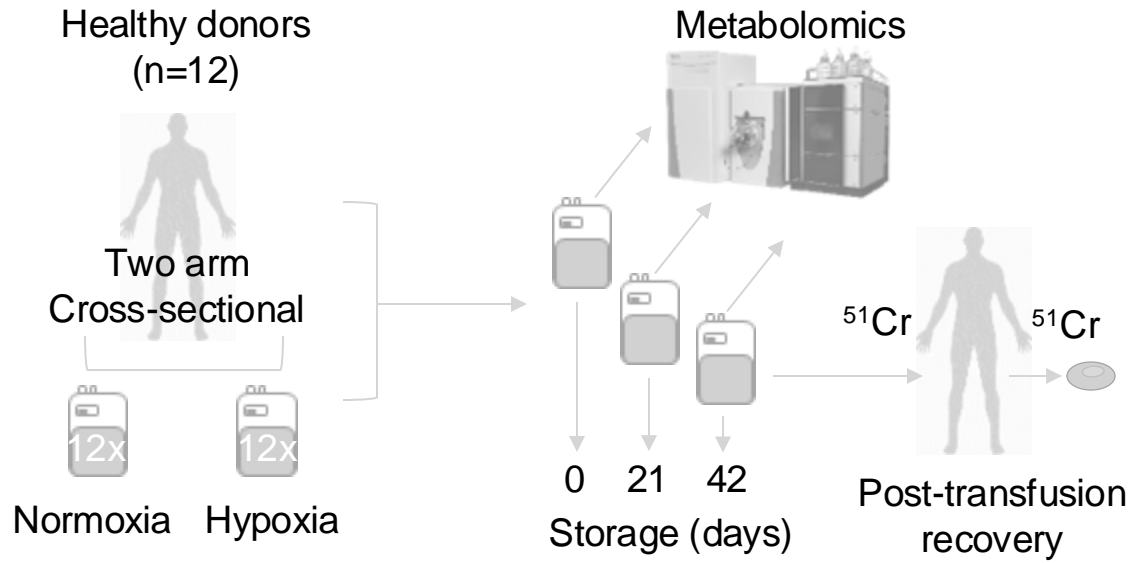 Healthy donors
(n=12)
Two arm
Cross-sectional
12x
12x
Normoxia
Hypoxia
Metabolomics
0
21
42
Storage (days)
⁵¹Cr
⁵¹Cr
Post-transfusion
recovery